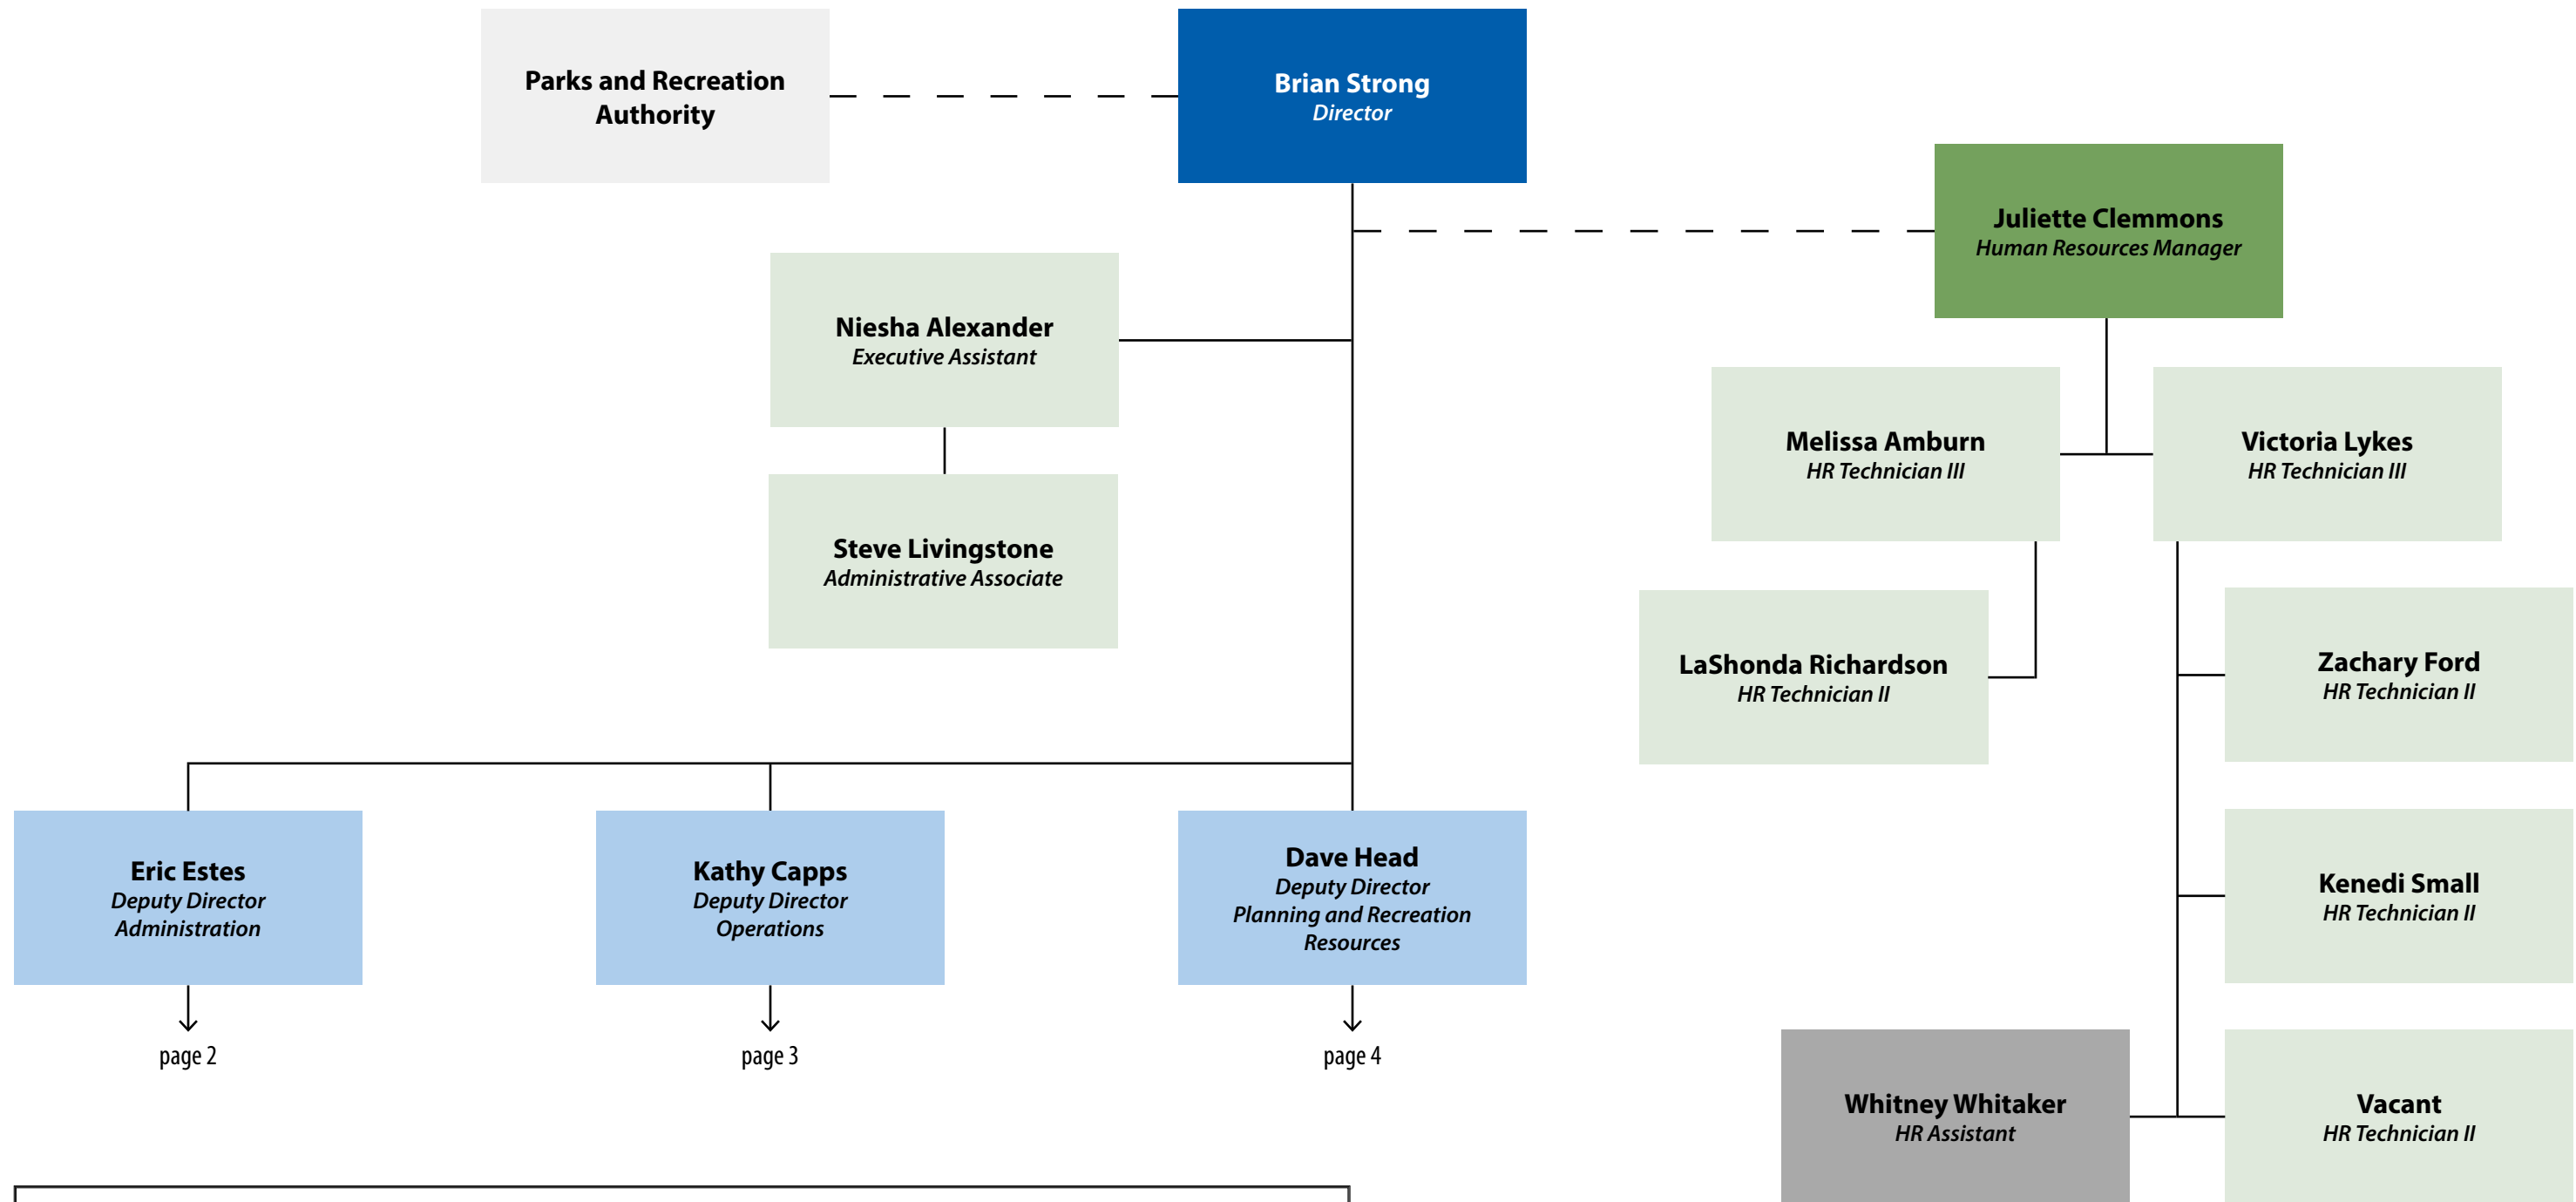 Parks and Recreation
Authority
Brian Strong
Director
Juliette Clemmons
Human Resources Manager
Niesha Alexander
Executive Assistant
Melissa Amburn
HR Technician III
Victoria Lykes
HR Technician III
Steve Livingstone
Administrative Associate
LaShonda Richardson
HR Technician II
Zachary Ford
HR Technician II
Eric Estes
Deputy Director
Administration
Kathy Capps
Deputy Director
Operations
Dave Head
Deputy Director
Planning and Recreation
Resources
Kenedi Small
HR Technician II
page 2
page 3
page 4
Whitney Whitaker
HR Assistant
Vacant
HR Technician II